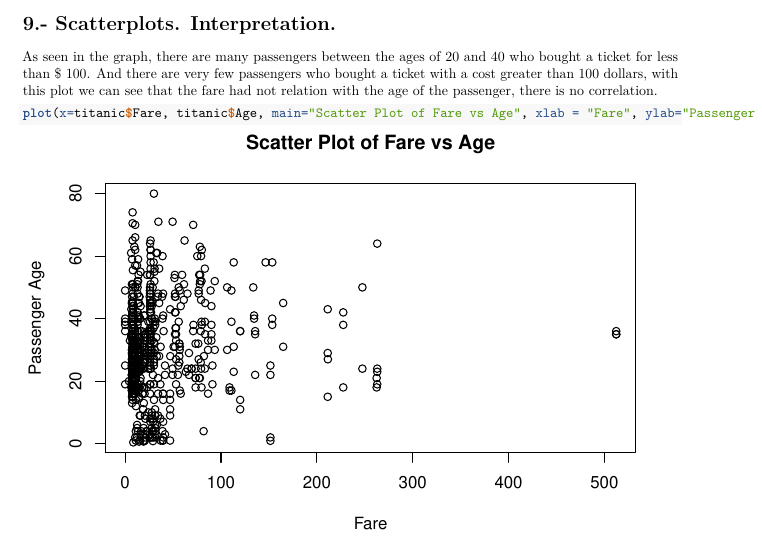 9.- Scatterplots. Interpretation.
As seen in the graph, there are many passengers between the ages of 20 and 40 who bought a ticket for less
than $ 100. And there are very few passengers who bought a ticket with a cost greater than 100 dollars, with
this plot we can see that the fare had not relation with the age of the passenger, there is no correlation.
plot(x=titanic$Fare, titanic$Age, main="Scatter Plot of Fare vs Age", xlab = "Fare", ylab="Passenger
Scatter Plot of Fare vs Age
80
60
40
20
0
Passenger Age
0 100 200 300 400 500
Fare